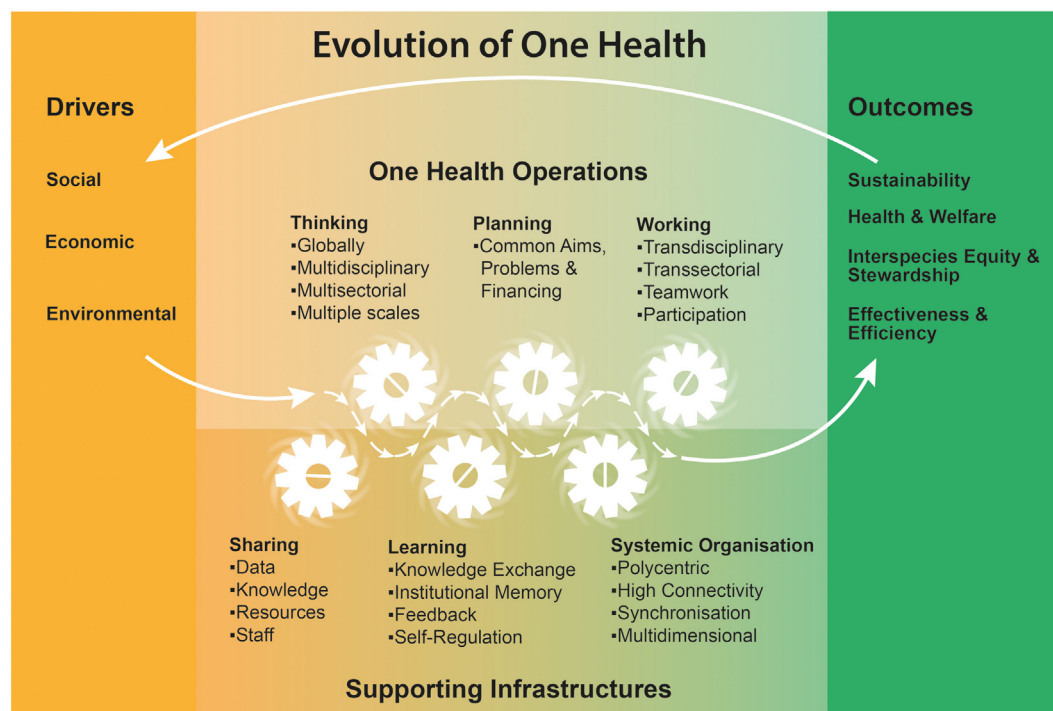 Evolution of One Health
Drivers
Social
Economic
Environmental
One Health Operations
Thinking
▪Globally
▪Multidisciplinary
▪Multisectorial
▪Multiple scales
Planning
▪Common Aims,
Problems &
Financing
Working
▪Transdisciplinary
▪Transsectorial
▪Teamwork
▪Participation
Outcomes
Sustainability
Health & Welfare
Interspecies Equity &
Stewardship
Effectiveness &
Efficiency
Sharing
▪Data
▪Knowledge
▪Resources
▪Staff
Learning
▪Knowledge Exchange
▪Institutional Memory
▪Feedback
▪Self-Regulation
Systemic Organisation
▪Polycentric
▪High Connectivity
▪Synchronisation
▪Multidimensional
Supporting Infrastructures